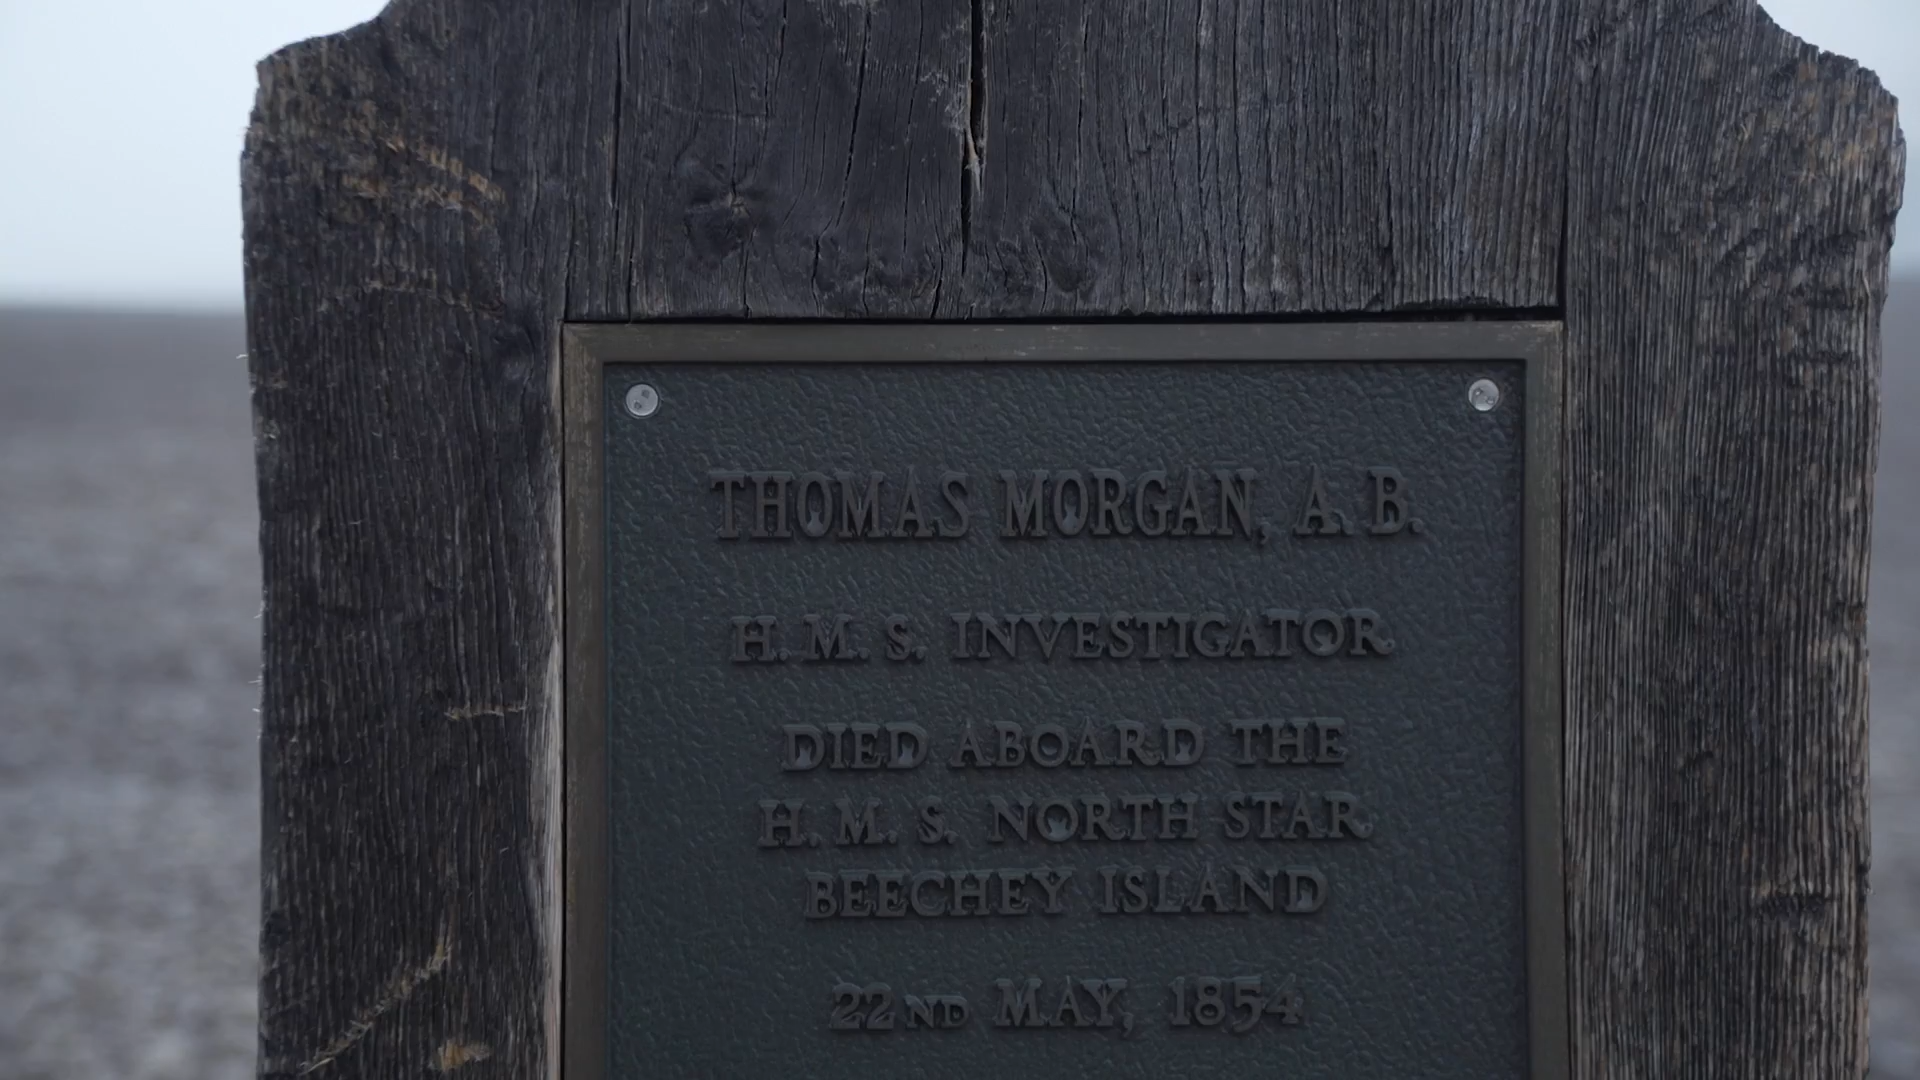 THOMAS MORGAN, A. B.
H. M. S. INVESTIGATOR
DIED ABOARD THE
H. M. S. NORTH STAR
BEECHEY ISLAND
22ND MAY, 1854